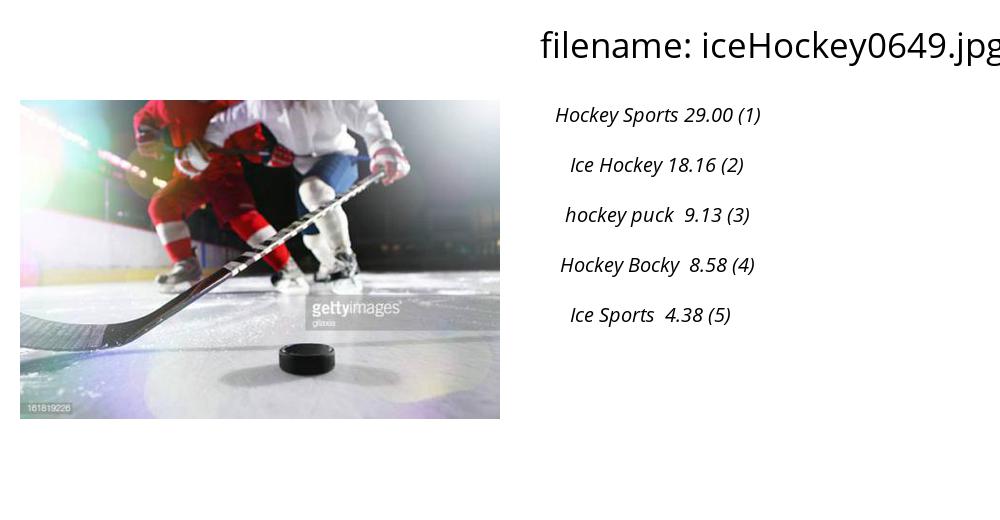 filename: iceHockey0649.jpg
Hockey Sports 29.00 (1)
Ice Hockey 18.16 (2)
hockey puck 9.13 (3)
Hockey Bocky 8.58 (4)
Ice Sports 4.38 (5)
gettyimages®
gilaxia
161819226